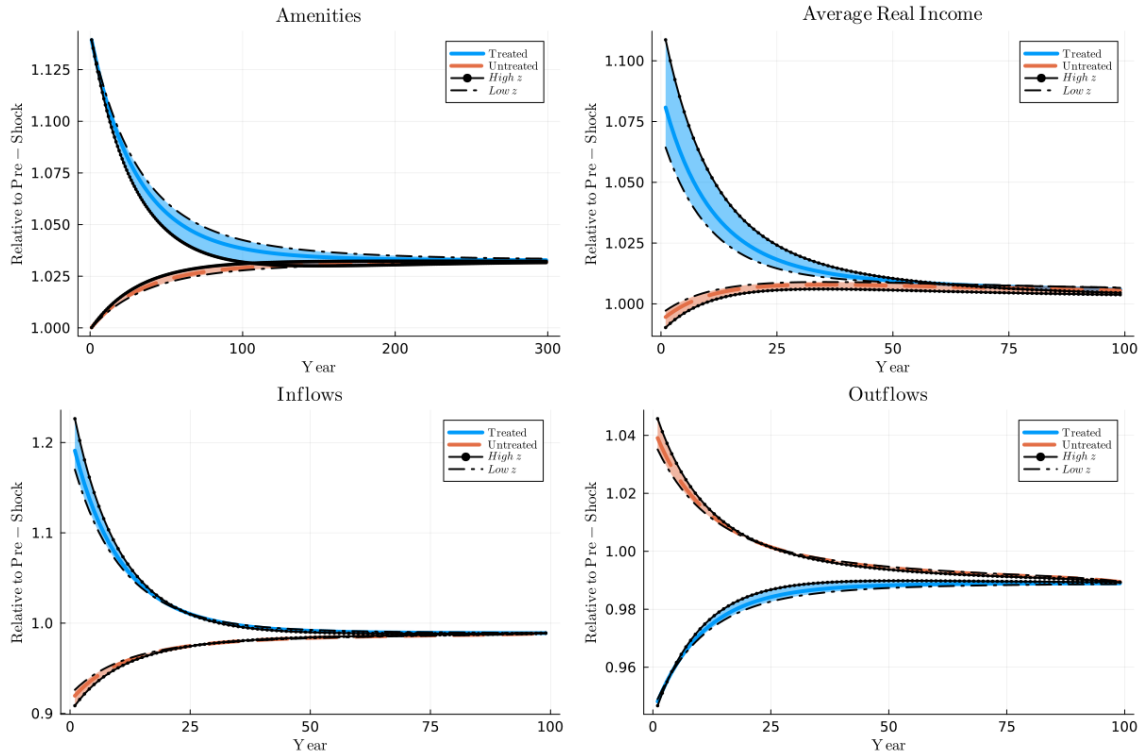 Amenities
Relative to Pre − Shock
1.125
1.100
1.075
1.050
1.025
1.000
0
100
200
300
Year
Treated
Untreated
High z
Low z
Average Real Income
Relative to Pre − Shock
1.100
1.075
1.050
1.025
1.000
0
25
50
75
100
Year
Treated
Untreated
High z
Low z
Inflows
Relative to Pre − Shock
1.2
1.1
1.0
0.9
0
25
50
75
100
Year
Treated
Untreated
High z
Low z
Outflows
Relative to Pre − Shock
1.04
1.02
1.00
0.98
0.96
0
25
50
75
100
Year
Treated
Untreated
High z
Low z